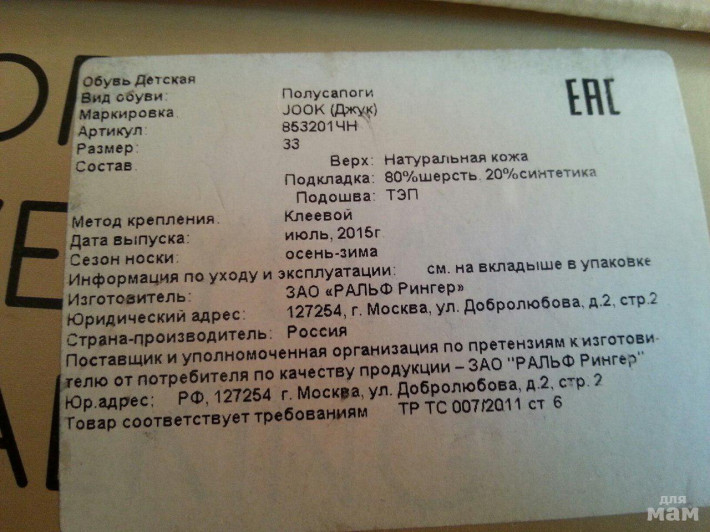 Обувь Детская
Вид обуви: Полусапоги
Маркировка: JOOK (Джук)
Артикул: 853201ЧН
Размер: 33
Состав: Верх: Натуральная кожа
Подкладка: 80%шерсть. 20%синтетика
Подошва: ТЭП
Метод крепления. Клеевой
Дата выпуска: июль, 2015г
Сезон носки: осень-зима
Информация по уходу и эксплуатации: см. на вкладыше в упаковке
Изготовитель: ЗАО «РАЛЬФ Рингер»
Юридический адрес: 127254, г. Москва, ул. Добролюбова, д.2, стр.2
Страна-производитель: Россия
Поставщик и уполномоченная организация по претензиям к изготови-
телю от потребителя по качеству продукции – ЗАО "РАЛЬФ Рингер"
Юр.адрес: РФ, 127254 г. Москва, ул. Добролюбова, д.2, стр. 2
Товар соответствует требованиям ТР ТС 007/2011 ст 6
EAC
для
мам